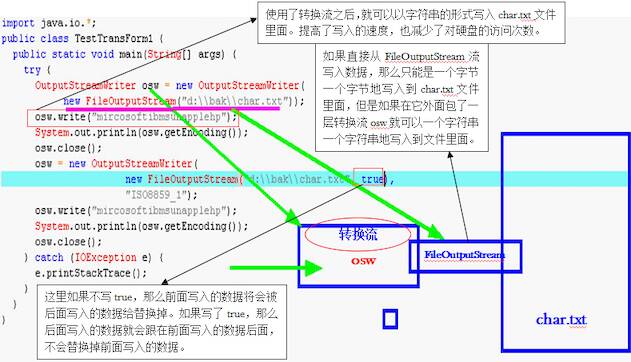 import java.io.*;
public class TestTransForm1 {
public static void main(String[] args) {
try {
OutputStreamWriter osw = new OutputStreamWriter(
new FileOutputStream("d:\\bak\\char.txt"));
osw.write("mircosoftibmsunapplehp");
System.out.println(osw.getEncoding());
osw.close();
osw = new OutputStreamWriter(
new FileOutputStream("d:\\bak\\char.txt", true),
"ISO8859_1");
osw.write("mircosoftibmsunapplehp");
System.out.println(osw.getEncoding());
osw.close();
} catch (IOException e) {
e.printStackTrace();
}
}
}
使用了转换流之后,就可以以字符串的形式写入 char.txt 文件
里面。提高了写入的速度，也减少了对硬盘的访问次数。
如果直接从 FileOutputStream 流
写入数据，那么只能是一个字节
一个字节地写入到 char.txt 文件
里面，但是如果在它外面包了一
层转换流 osw 就可以一个字符串
一个字符串地写入到文件里面。
转换流
osw
FileOutputStream
char.txt
这里如果不写 true，那么前面写入的数据将会被
后面写入的数据给替换掉。如果写了 true，那么
后面写入的数据就会跟在前面写入的数据后面，
不会替换掉前面写入的数据。